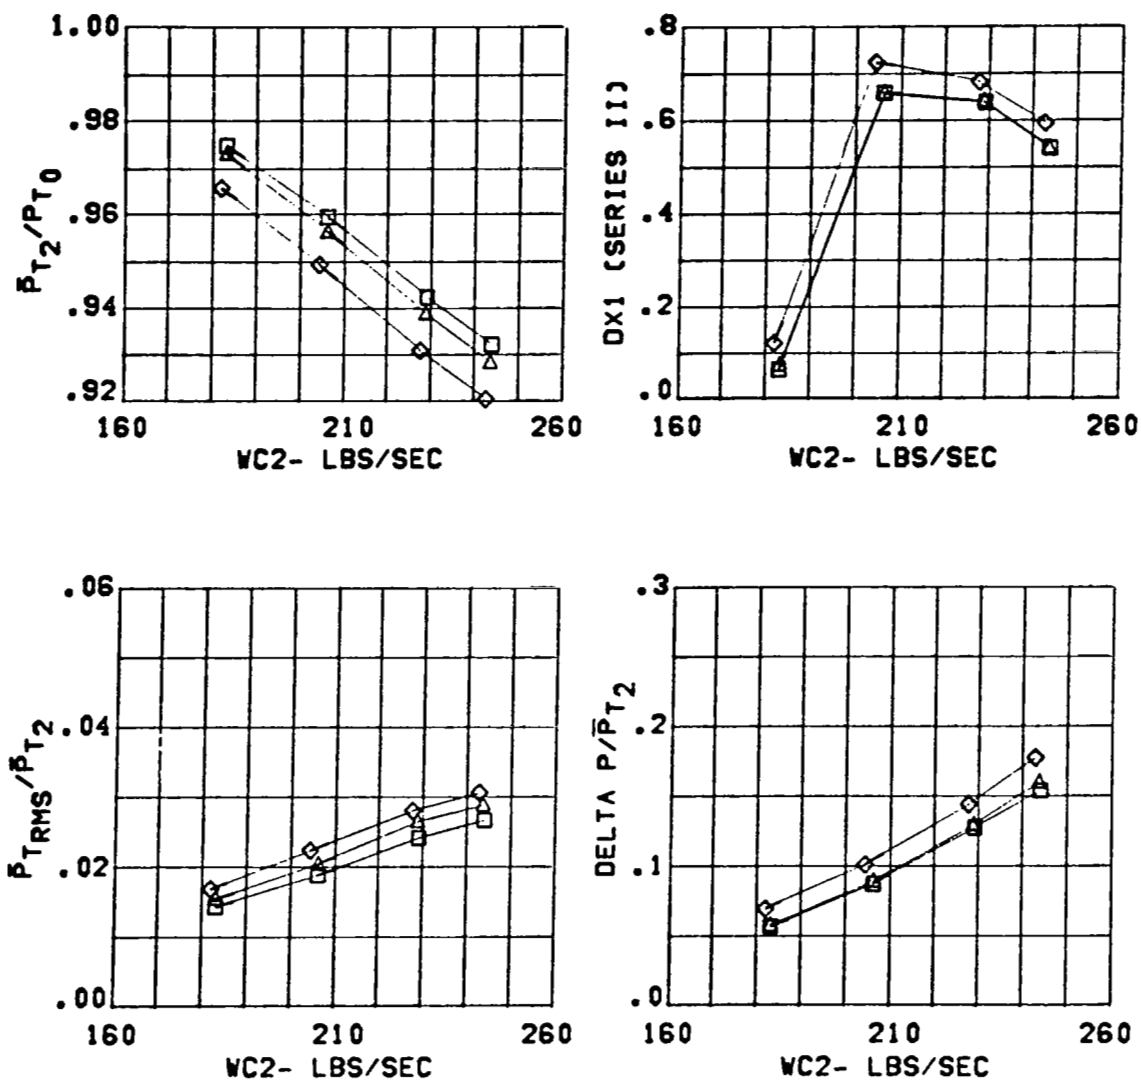 1.00
.98
.96
.94
.92
P̄T2/PT0
160 210 260
WC2- LBS/SEC
.8
.6
.4
.2
.0
DX1 (SERIES II)
160 210 260
WC2- LBS/SEC
.06
.04
.02
.00
P̄TRMS/P̄T2
160 210 260
WC2- LBS/SEC
.3
.2
.1
.0
DELTA P/P̄T2
160 210 260
WC2- LBS/SEC